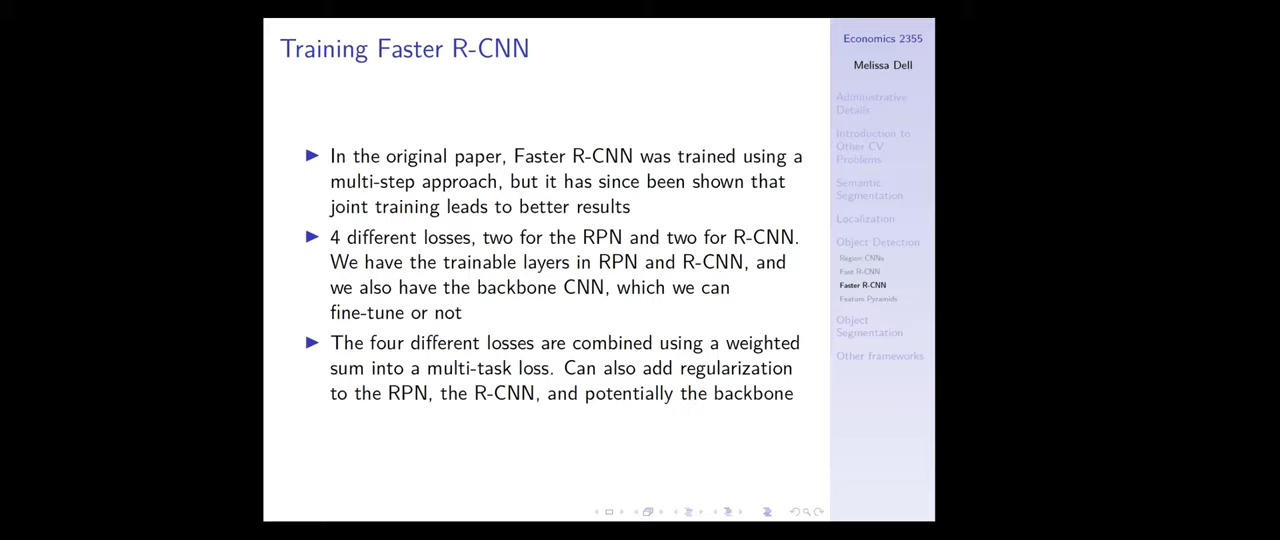 Training Faster R-CNN
In the original paper, Faster R-CNN was trained using a
multi-step approach, but it has since been shown that
joint training leads to better results
4 different losses, two for the RPN and two for R-CNN.
We have the trainable layers in RPN and R-CNN, and
we also have the backbone CNN, which we can
fine-tune or not
The four different losses are combined using a weighted
sum into a multi-task loss. Can also add regularization
to the RPN, the R-CNN, and potentially the backbone
Economics 2355
Melissa Dell
Administrative
Details
Introduction to
Other CV
Problems
Semantic
Segmentation
Localization
Object Detection
Region CNNs
Fast R-CNN
Faster R-CNN
Feature Pyramids
Object
Segmentation
Other frameworks